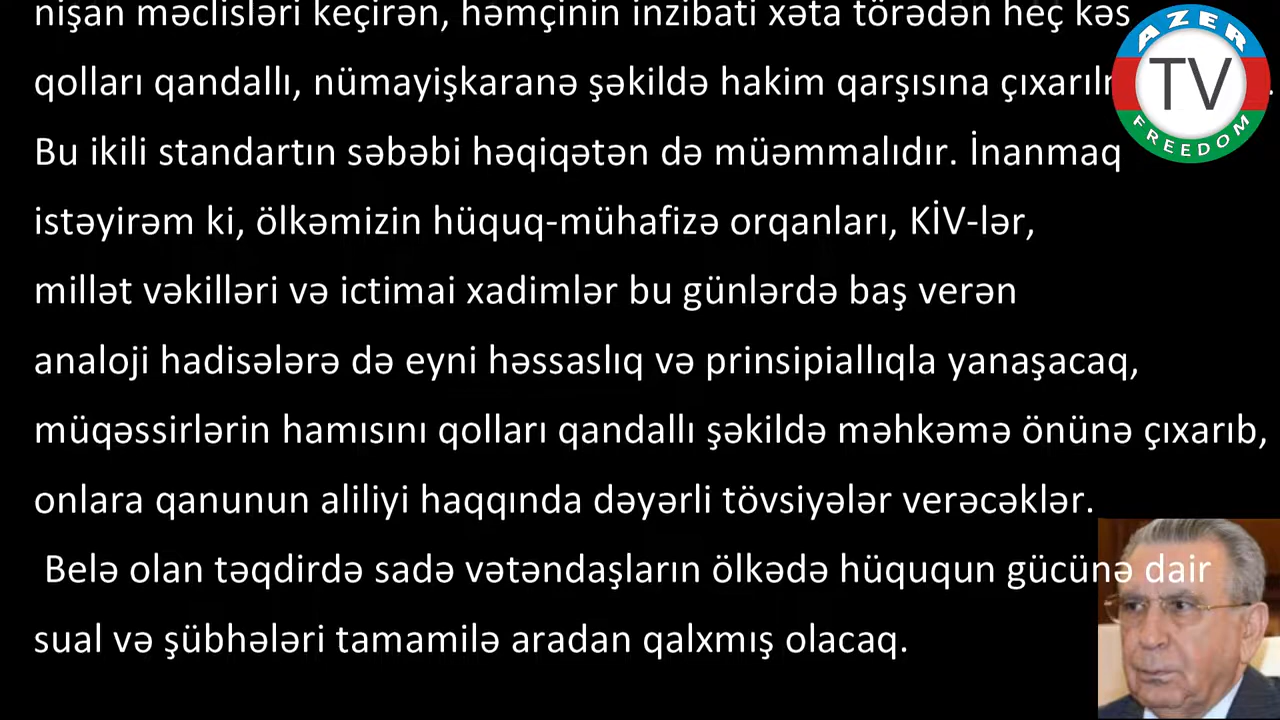 nişan məclisləri keçirən, həmçinin inzibati xəta törədən heç kəs
qolları qandallı, nümayişkaranə şəkildə hakim qarşısına
Bu ikili standartın səbəbi həqiqətən də müəmmalıdır. İnanmaq
istəyirəm ki, ölkəmizin hüquq-mühafizə orqanları, KİV-lər,
millət vəkilləri və ictimai xadimlər bu günlərdə baş verən
analoji hadisələrə də eyni həssaslıq və prinsipiallıqla yanaşacaq,
müqəssirlərin hamısını qolları qandallı şəkildə məhkəmə önünə çıxarıb,
onlara qanunun aliliyi haqqında dəyərli tövsiyələr verəcəklər.
Belə olan təqdirdə sadə vətəndaşların ölkədə hüququn gücünə dair
sual və şübhələri tamamilə aradan qalxmış olacaq.
AZER
TV
FREEDOM